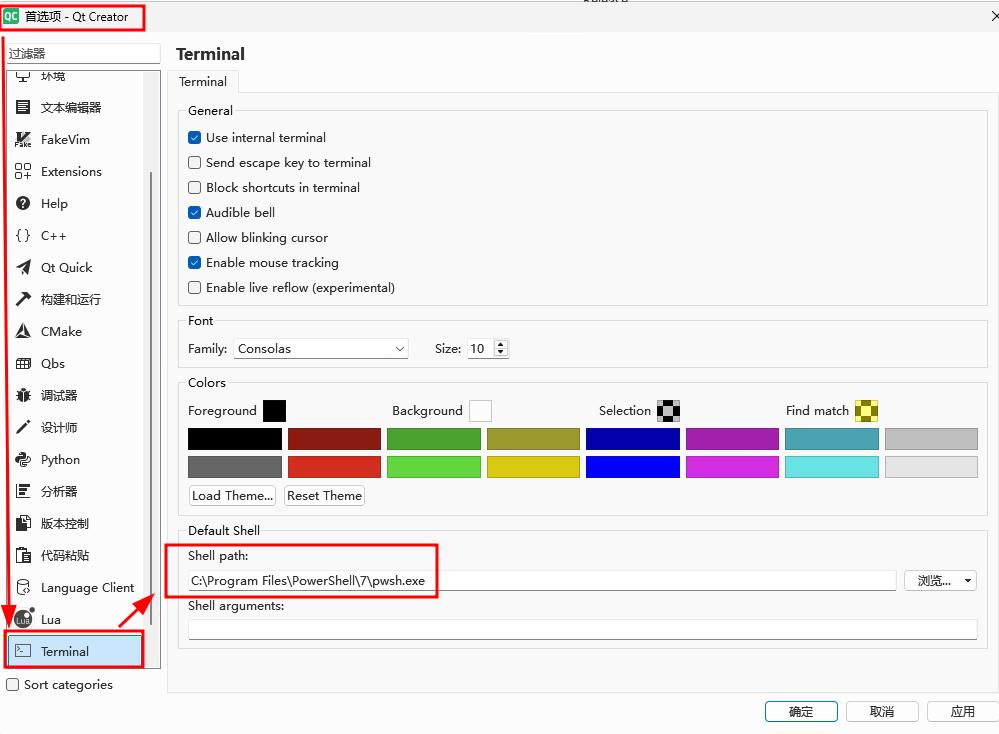 QC 首选项 - Qt Creator
过滤器
环境
文本编辑器
FakeVim
Extensions
Help
C++
Qt Quick
构建和运行
CMake
Qbs
调试器
设计师
Python
分析器
版本控制
代码粘贴
Language Client
Lua
Terminal
Sort categories
Terminal
Terminal
General
Use internal terminal
Send escape key to terminal
Block shortcuts in terminal
Audible bell
Allow blinking cursor
Enable mouse tracking
Enable live reflow (experimental)
Font
Family: Consolas Size: 10
Colors
Foreground Background Selection Find match
Load Theme... Reset Theme
Default Shell
Shell path:
C:\Program Files\PowerShell\7\pwsh.exe 浏览...
Shell arguments:
确定 取消 应用